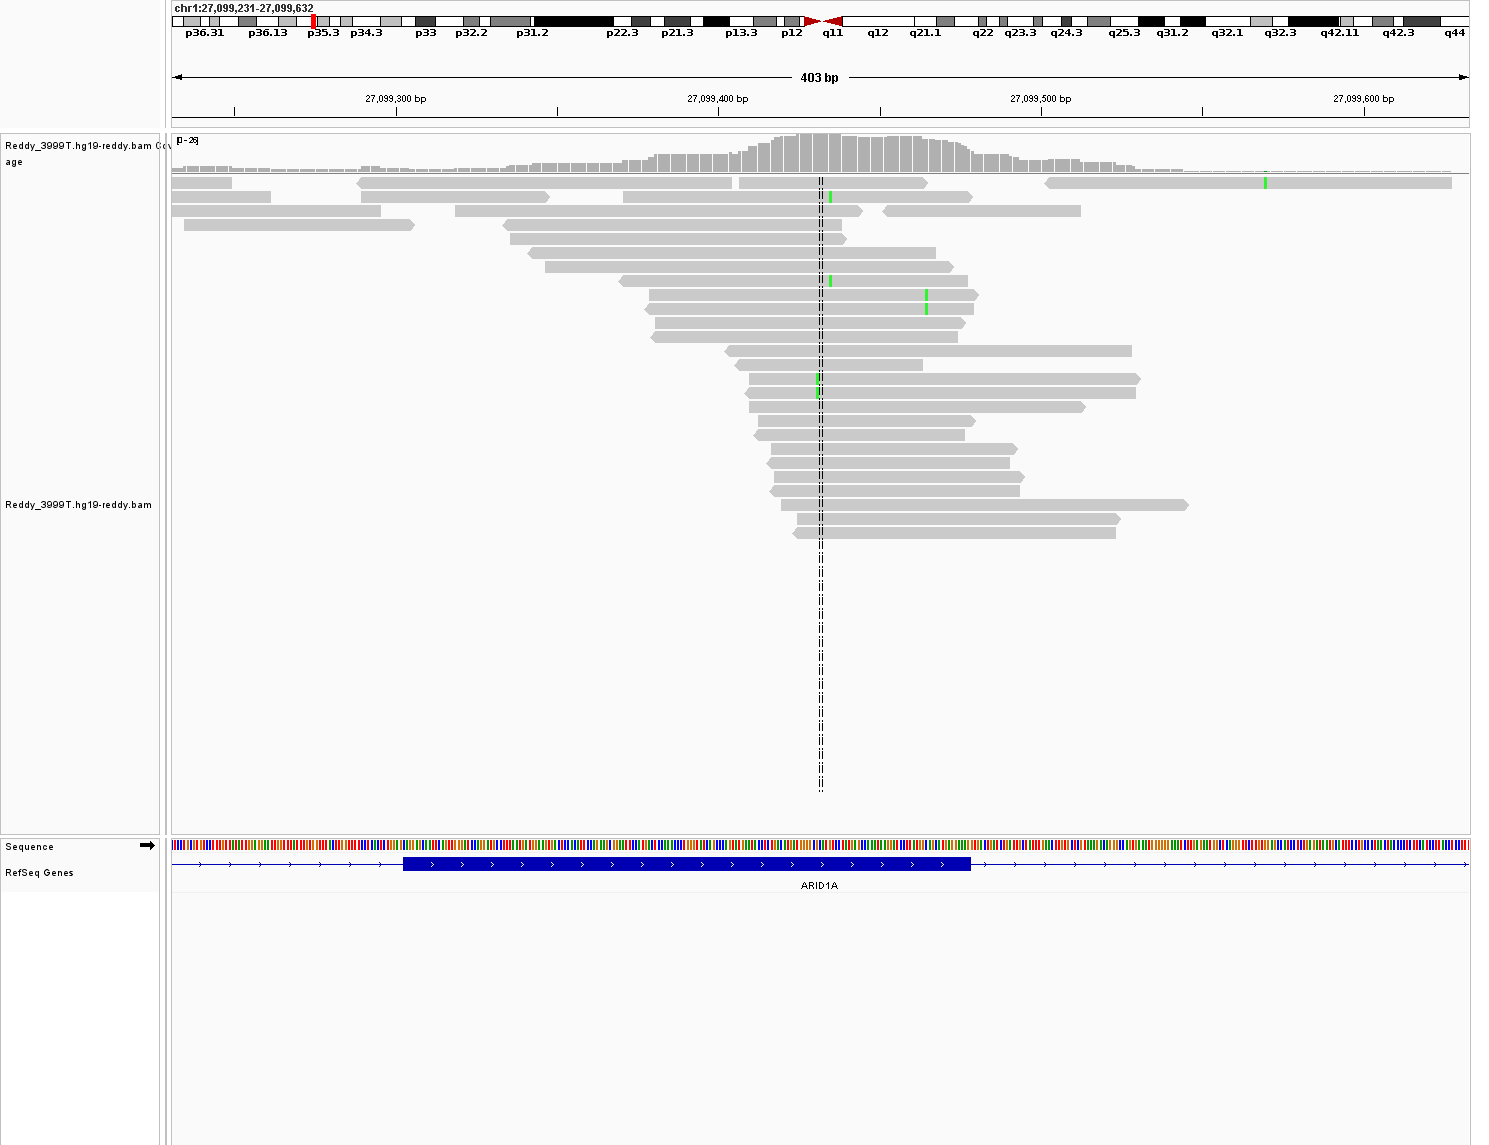 chr1:27,099,231-27,099,632
p36.31 p36.13 p35.3 p34.3 p33 p32.2 p31.2 p22.3 p21.3 p13.3 p12 q11 q12 q21.1 q22 q23.3 q24.3 q25.3 q31.2 q32.1 q32.3 q42.11 q42.3 q44
403 bp
27,099,300 bp 27,099,400 bp 27,099,500 bp 27,099,600 bp
Reddy_3999T.hg19-reddy.bam Cov
age
[0-26]
Reddy_3999T.hg19-reddy.bam
Sequence
RefSeq Genes
ARID1A